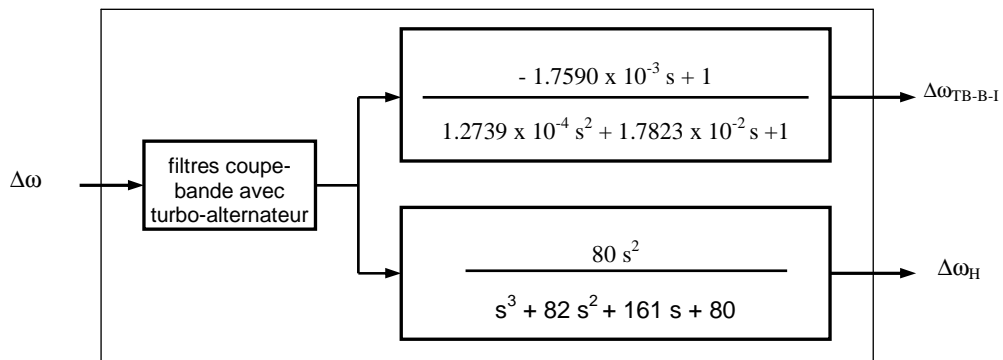 - 1.7590 x 10⁻³ s + 1
1.2739 x 10⁻⁴ s² + 1.7823 x 10⁻² s +1
Δω_TB-B-I
filtres coupe-
bande avec
turbo-alternateur
Δω
80 s²
s³ + 82 s² + 161 s + 80
Δω_H